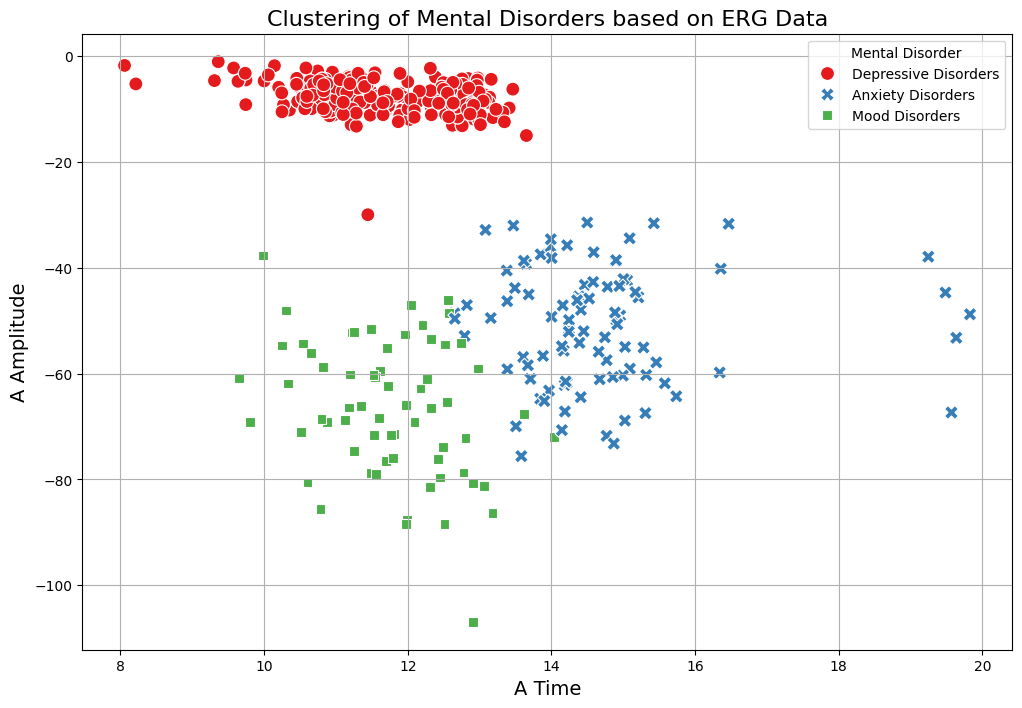 Clustering of Mental Disorders based on ERG Data
Mental Disorder
Depressive Disorders
Anxiety Disorders
Mood Disorders
A Amplitude
0
−20
−40
−60
−80
−100
8
10
12
14
16
18
20
A Time